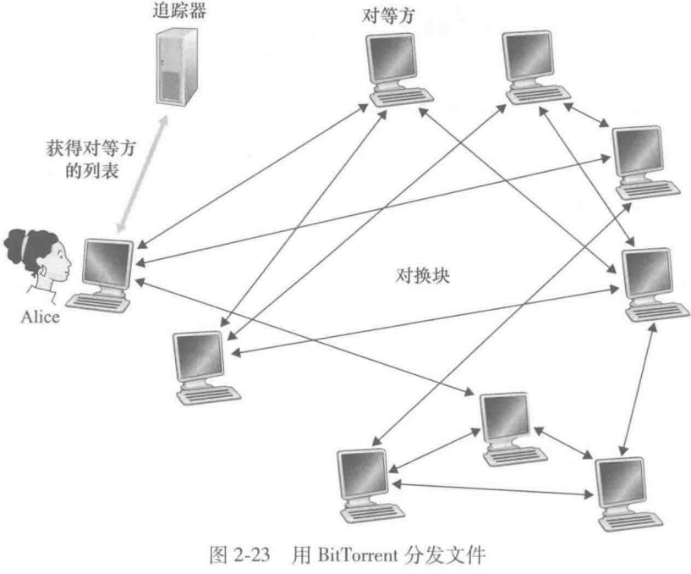 追踪器
对等方
获得对等方
的列表
对换块
Alice
图 2-23 用 BitTorrent 分发文件